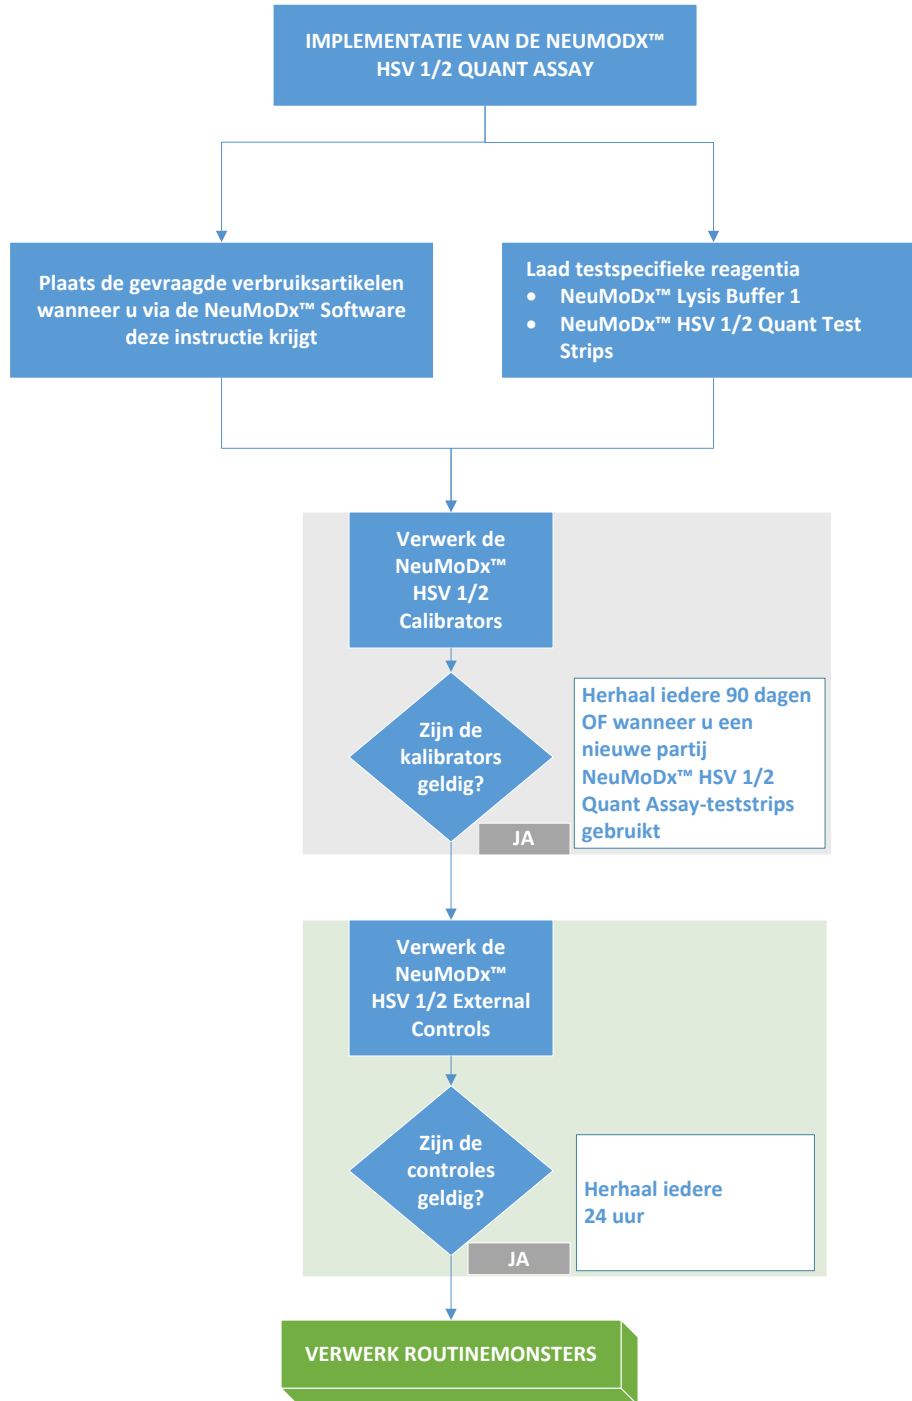 IMPLEMENTATIE VAN DE NEUMODX™
HSV 1/2 QUANT ASSAY
Plaats de gevraagde verbruiksartikelen
wanneer u via de NeuMoDx™ Software
deze instructie krijgt
Laad testspecifieke reagentia
• NeuMoDx™ Lysis Buffer 1
• NeuMoDx™ HSV 1/2 Quant Test
Strips
Verwerk de
NeuMoDx™
HSV 1/2
Calibrators
Zijn de
kalibrators
geldig?
Herhaal iedere 90 dagen
OF wanneer u een
nieuwe partij
NeuMoDx™ HSV 1/2
Quant Assay-teststrips
gebruikt
JA
Verwerk de
NeuMoDx™
HSV 1/2 External
Controls
Zijn de
controles
geldig?
Herhaal iedere
24 uur
JA
VERWERK ROUTINEMONSTERS